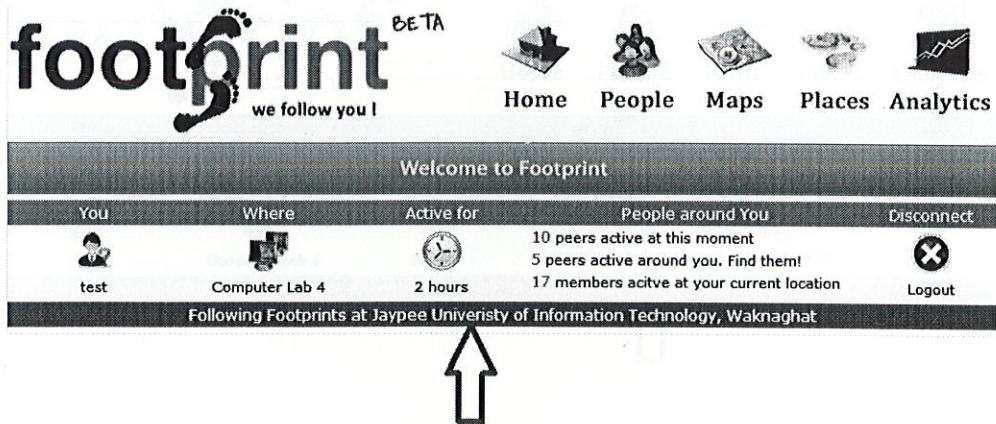 footprint BETA
we follow you !
Home People Maps Places Analytics
Welcome to Footprint
You Where Active for People around You Disconnect
10 peers active at this moment
5 peers active around you. Find them!
17 members acitve at your current location
test Computer Lab 4 2 hours Logout
Following Footprints at Jaypee Univeristy of Information Technology, Waknaghat